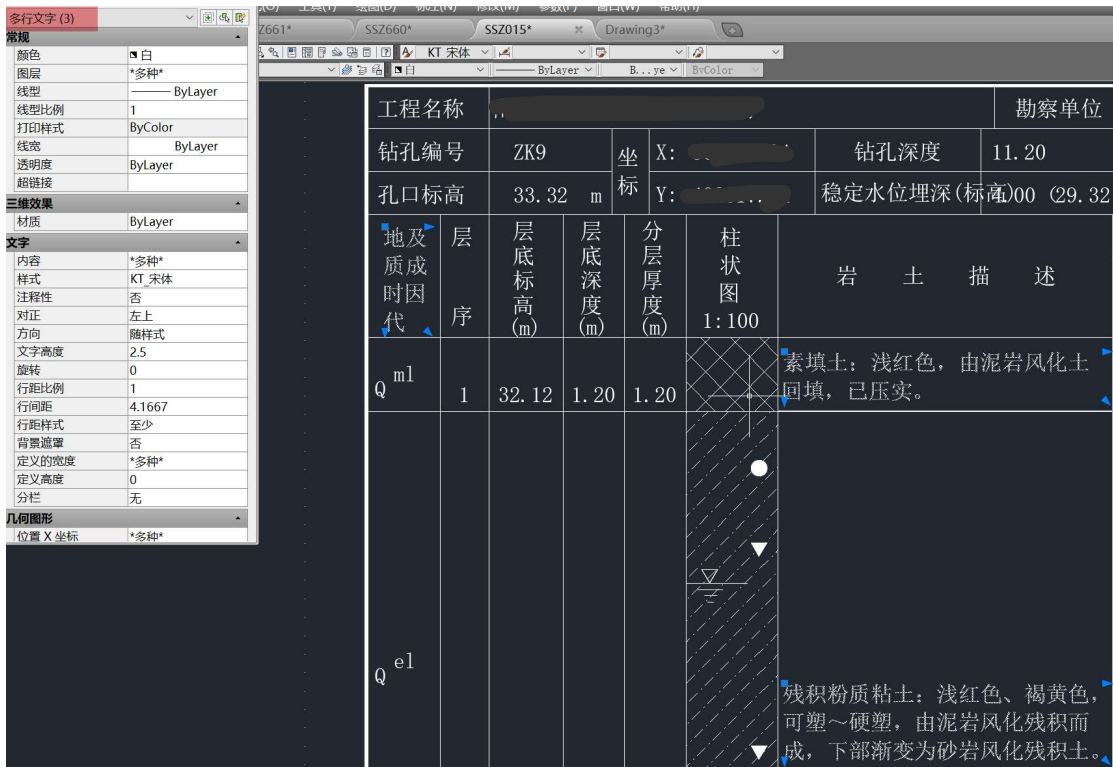 多行文字 (3)
常规
颜色 白
图层 *多种*
线型 ByLayer
线型比例 1
打印样式 ByColor
线宽 ByLayer
透明度 ByLayer
超链接
三维效果
材质 ByLayer
文字
内容 *多种*
样式 KT_宋体
注释性 否
对正 左上
方向 随样式
文字高度 2.5
旋转 0
行距比例 1
行间距 4.1667
行距样式 至少
背景遮罩 否
定义的宽度 *多种*
定义高度 0
分栏 无
几何图形
位置 X 坐标 *多种*
Z661* SSZ660* SSZ015* Drawing3*
KT 宋体
白 ByLayer B...ye ByColor
工程名称 勘察单位
钻孔编号 ZK9 坐标 X: 钻孔深度 11.20
孔口标高 33.32 m Y: 稳定水位埋深(标高) 4.00 (29.32
地质时代及成因
层序
层底标高(m)
层底深度(m)
分层厚度(m)
柱状图
1:100
岩土描述
Q ml 1 32.12 1.20 1.20
素填土: 浅红色, 由泥岩风化土
回填, 已压实。
Q el
残积粉质粘土: 浅红色、褐黄色,
可塑～硬塑, 由泥岩风化残积而
成, 下部渐变为砂岩风化残积土。